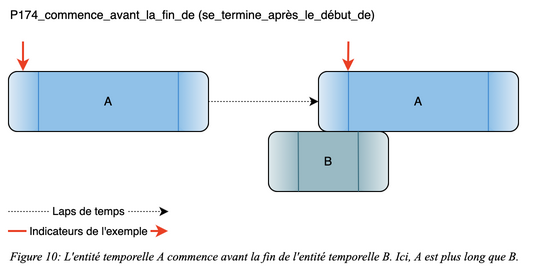 P174_commence_avant_la_fin_de (se_termine_après_le_début_de)
A
A
B
Laps de temps
Indicateurs de l'exemple
Figure 10: L'entité temporelle A commence avant la fin de l'entité temporelle B. Ici, A est plus long que B.